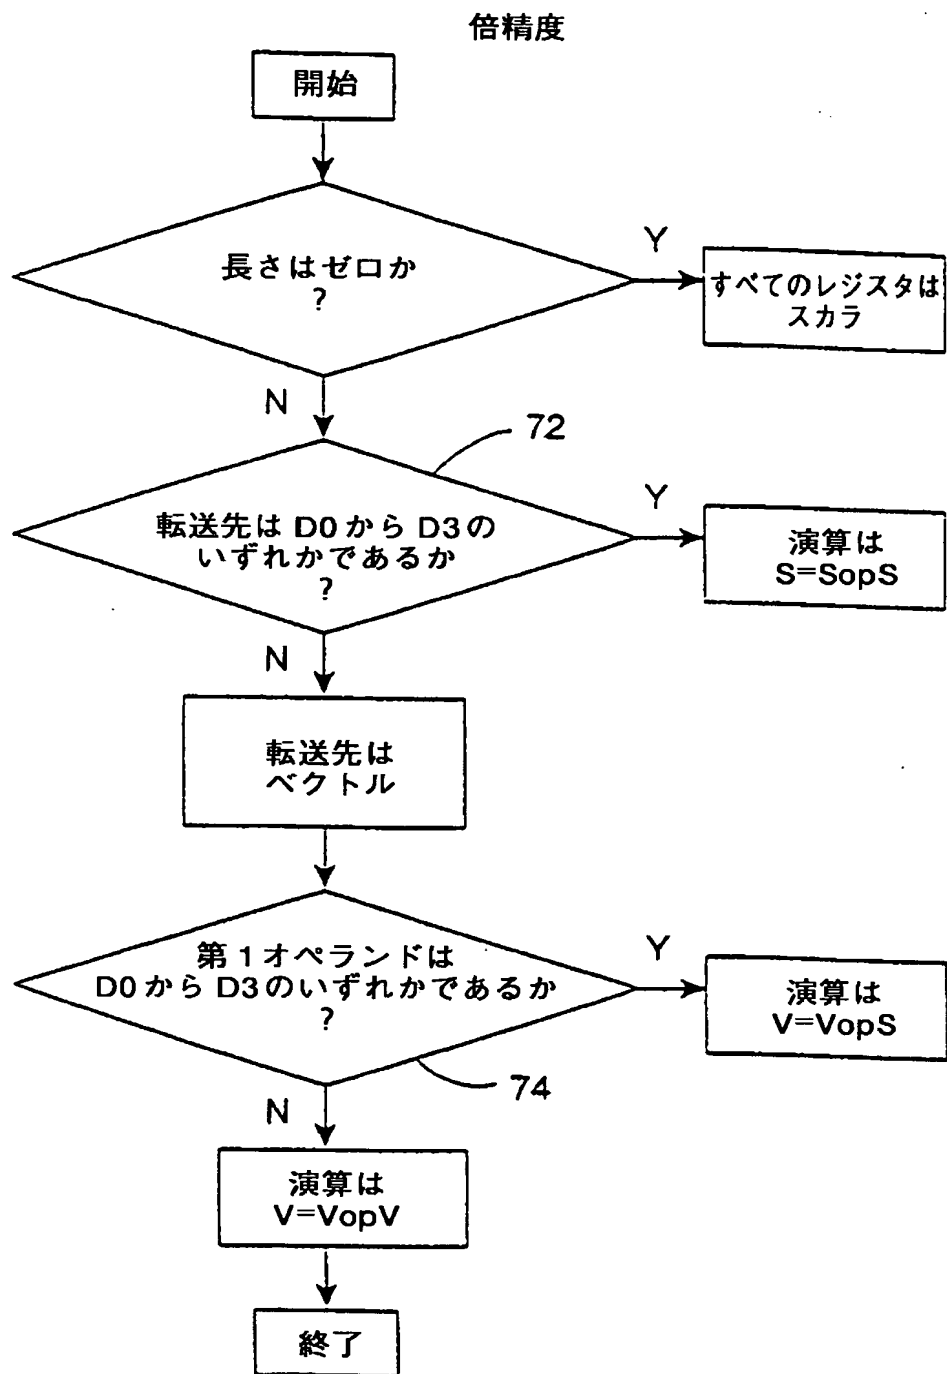 倍精度
開始
長さはゼロか
?
Y
すべてのレジスタは
スカラ
N
72
転送先は D0 から D3 の
いずれかであるか
?
Y
演算は
S=SopS
N
転送先は
ベクトル
第1オペランドは
D0 から D3 のいずれかであるか
?
Y
演算は
V=VopS
74
N
演算は
V=VopV
終了